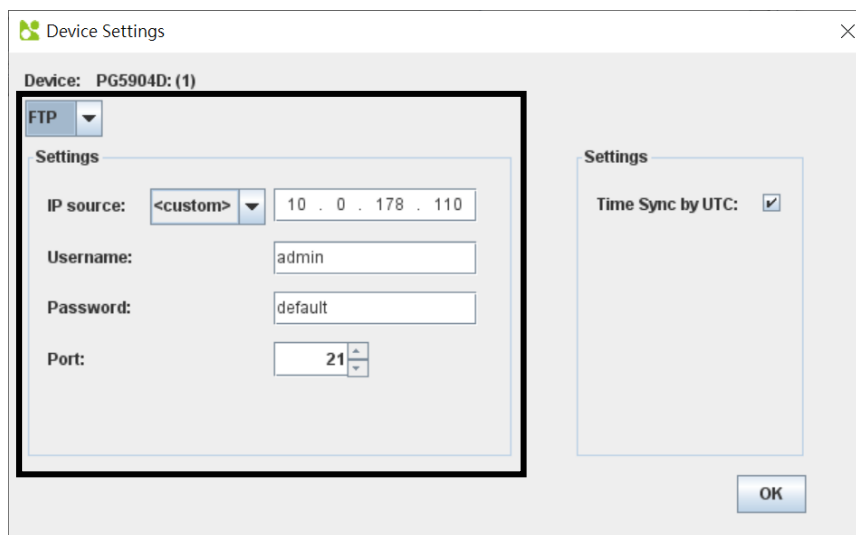 Device Settings
Device: PG5904D: (1)
FTP
Settings
IP source: <custom> 10 . 0 . 178 . 110
Username: admin
Password: default
Port: 21
Settings
Time Sync by UTC:
OK